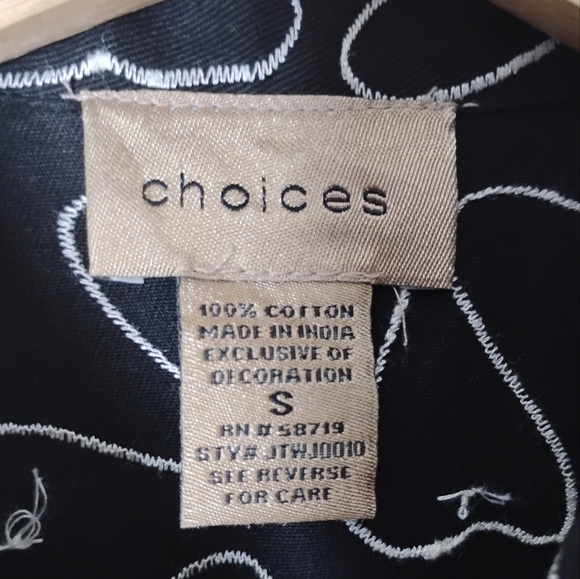 choices
100% COTTON
MADE IN INDIA
EXCLUSIVE OF
DECORATION
S
RN # 58719
STY# JTWJ0010
SEE REVERSE
FOR CARE